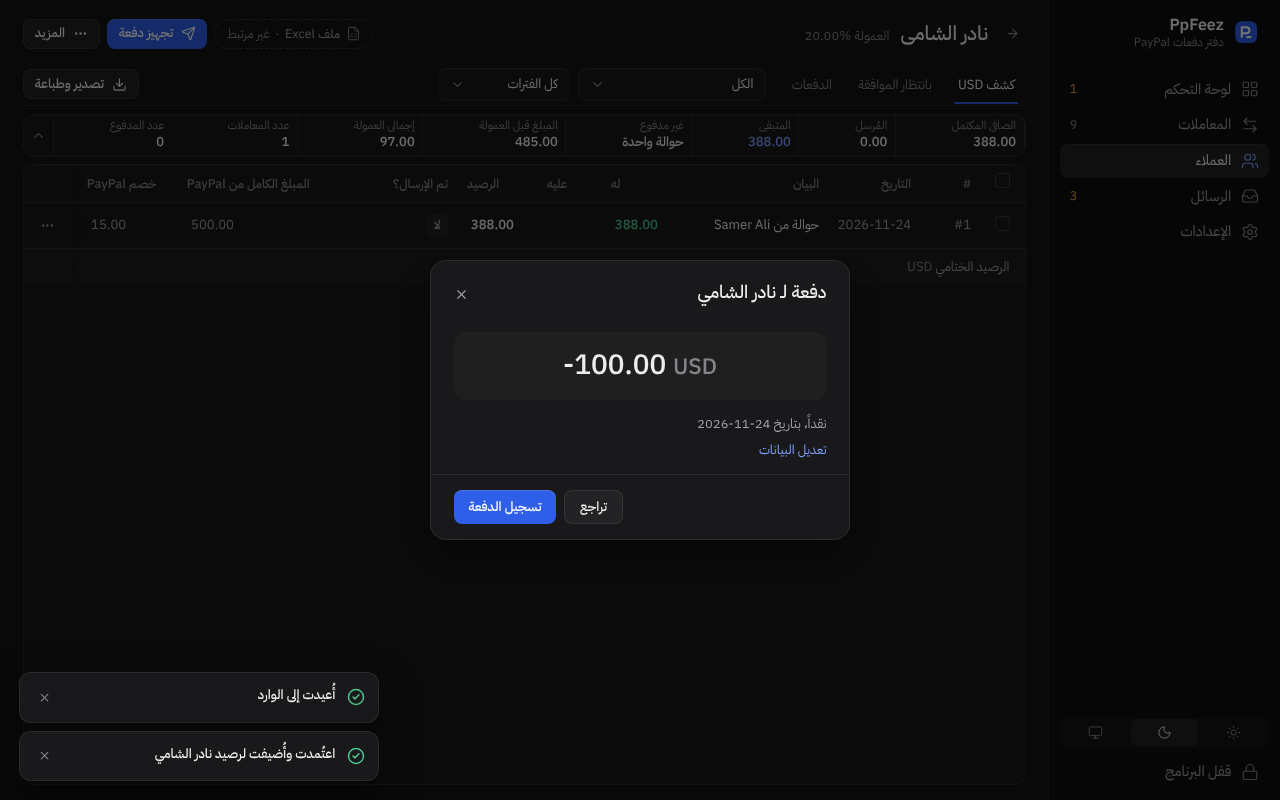 PpFeez
دفتر دفعات PayPal
لوحة التحكم 1
المعاملات 9
العملاء
الرسائل 3
الإعدادات
قفل البرنامج
نادر الشامي العمولة 20.00%
ملف Excel · غير مرتبط
تجهيز دفعة
المزيد
كشف USD
بانتظار الموافقة
الدفعات
الكل
كل الفترات
تصدير وطباعة
الصافي المكتمل
388.00
المُرسل
0.00
المتبقي
388.00
غير مدفوع
حوالة واحدة
المبلغ قبل العمولة
485.00
إجمالي العمولة
97.00
عدد المعاملات
1
عدد المدفوع
0
# التاريخ البيان له عليه الرصيد تم الإرسال؟ المبلغ الكامل من PayPal خصم PayPal
#1 2026-11-24 حوالة من Samer Ali 388.00 388.00 لا 500.00 15.00
الرصيد الختامي USD
دفعة لـ نادر الشامي
-100.00 USD
نقداً، بتاريخ 2026-11-24
تعديل البيانات
تراجع
تسجيل الدفعة
أُعيدت إلى الوارد
اعتُمدت وأُضيفت لرصيد نادر الشامي